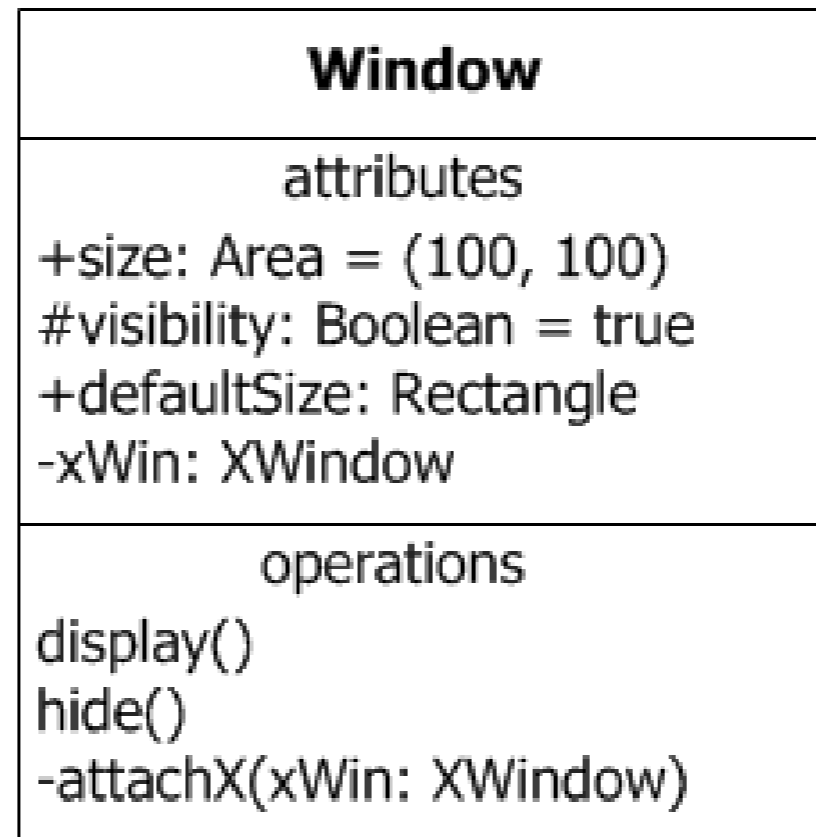 Window
attributes
+size: Area = (100, 100)
#visibility: Boolean = true
+defaultSize: Rectangle
-xWin: XWindow
operations
display()
hide()
-attachX(xWin: XWindow)